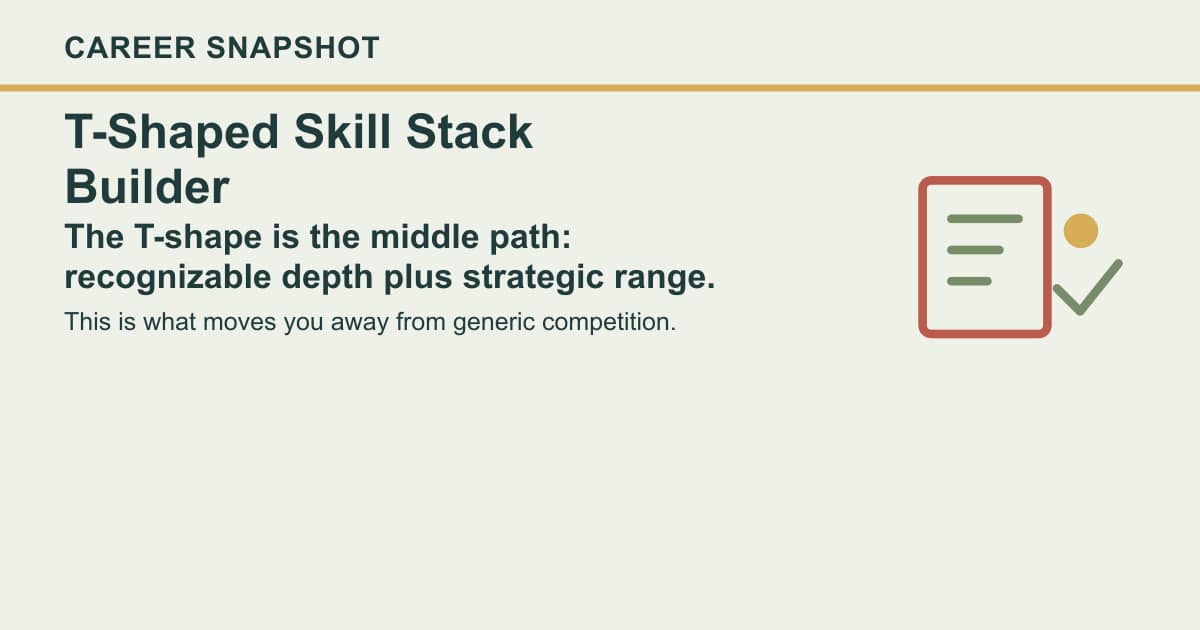 CAREER SNAPSHOT
T-Shaped Skill Stack
Builder
The T-shape is the middle path:
recognizable depth plus strategic range.
This is what moves you away from generic competition.